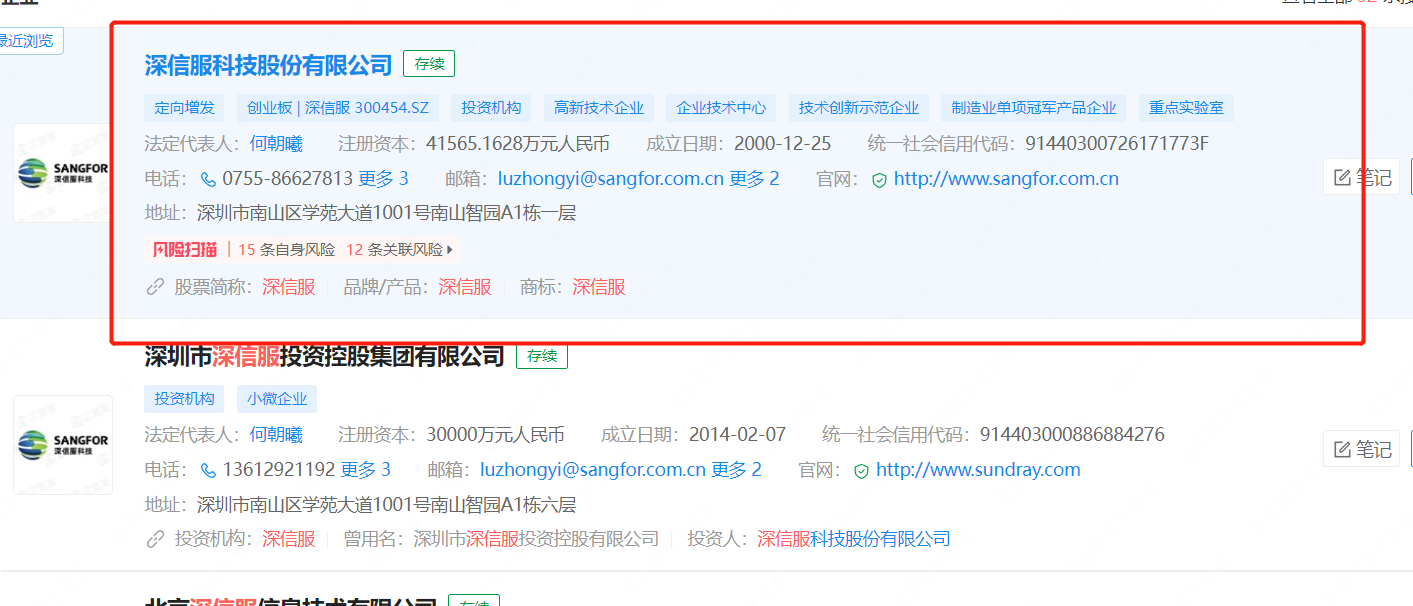 最近浏览
深信服科技股份有限公司 存续
定向增发 创业板 | 深信服 300454.SZ 投资机构 高新技术企业 企业技术中心 技术创新示范企业 制造业单项冠军产品企业 重点实验室
法定代表人：何朝曦 注册资本：41565.1628万元人民币 成立日期：2000-12-25 统一社会信用代码：91440300726171773F
SANGFOR
深信服科技
电话： 0755-86627813 更多 3 邮箱：luzhongyi@sangfor.com.cn 更多 2 官网： http://www.sangfor.com.cn
笔记
地址：深圳市南山区学苑大道1001号南山智园A1栋一层
风险扫描 | 15 条自身风险 12 条关联风险
股票简称：深信服 品牌/产品：深信服 商标：深信服
深圳市深信服投资控股集团有限公司 存续
投资机构 小微企业
法定代表人：何朝曦 注册资本：30000万元人民币 成立日期：2014-02-07 统一社会信用代码：914403000886884276
SANGFOR
深信服科技
电话： 13612921192 更多 3 邮箱：luzhongyi@sangfor.com.cn 更多 2 官网： http://www.sundray.com
笔记
地址：深圳市南山区学苑大道1001号南山智园A1栋六层
投资机构：深信服 曾用名：深圳市深信服投资控股有限公司 投资人：深信服科技股份有限公司
北京深信服信息技术有限公司 存续